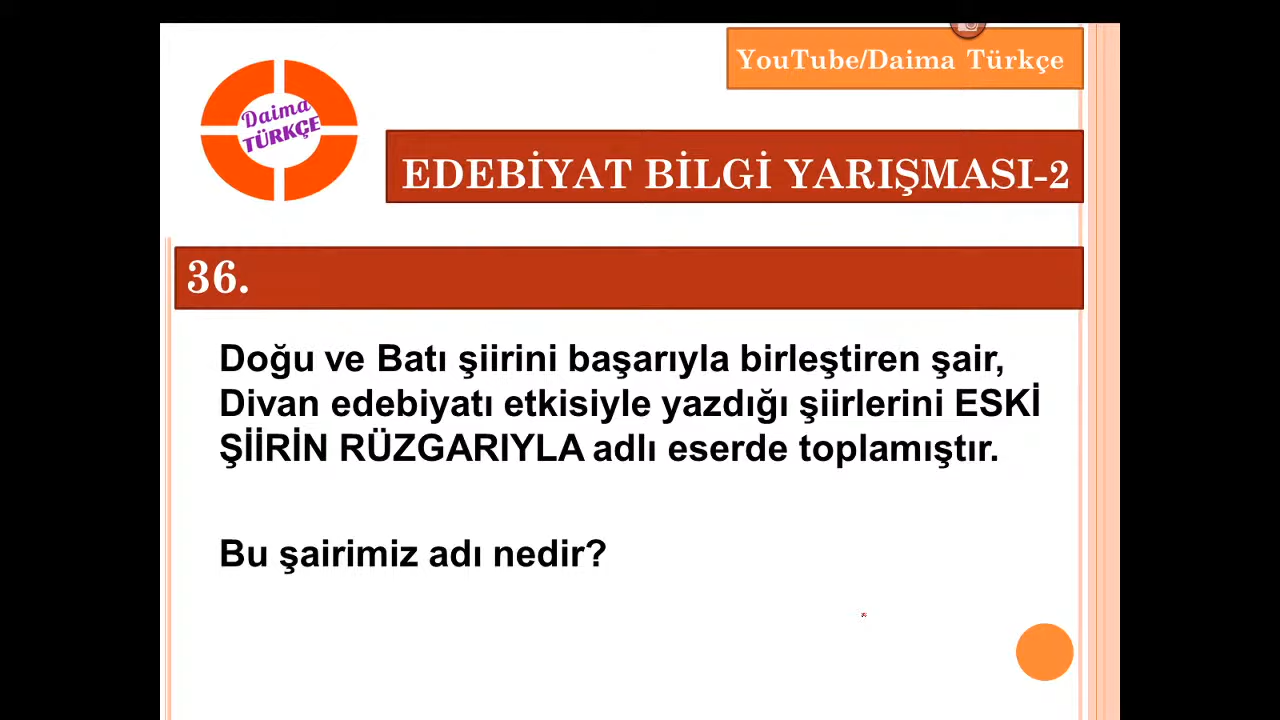 YouTube/Daima Türkçe
Daima
TÜRKÇE
EDEBİYAT BİLGİ YARIŞMASI-2
36.
Doğu ve Batı şiirini başarıyla birleştiren şair,
Divan edebiyatı etkisiyle yazdığı şiirlerini ESKİ
ŞİİRİN RÜZGARIYLA adlı eserde toplamıştır.
Bu şairimiz adı nedir?